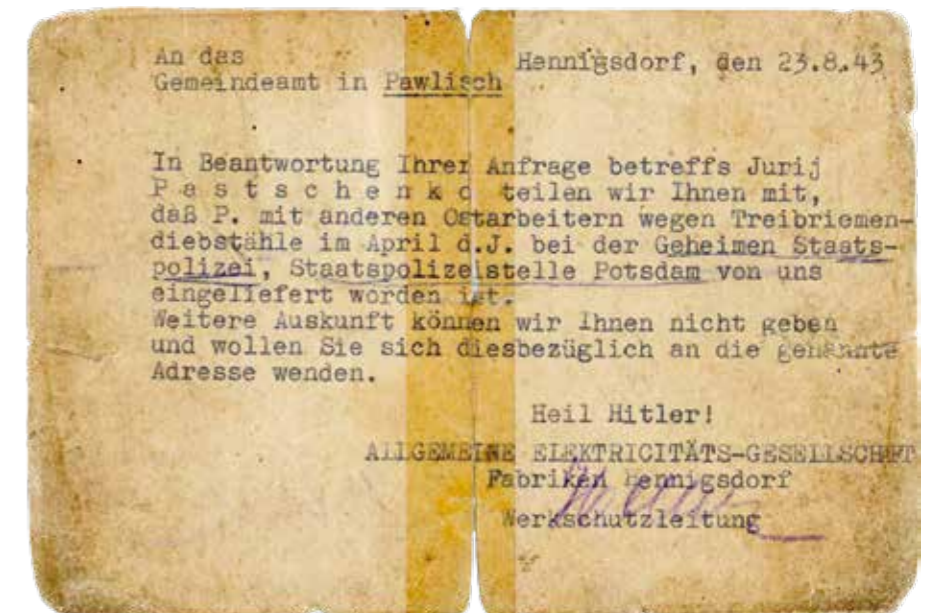 An das
Hennigsdorf, den 23.8.43
Gemeindeamt in Pawlisch
In Beantwortung Ihrer Anfrage betreffs Jurij
P a s t s c h e n k o teilen wir Ihnen mit,
daß P. mit anderen Ostarbeitern wegen Treibriemen-
diebstähle im April d.J. bei der Geheimen Staats-
polizei, Staatspolizeistelle Potsdam von uns
eingeliefert worden ist.
Weitere Auskunft können wir Ihnen nicht geben
und wollen Sie sich diesbezüglich an die genannte
Adresse wenden.
Heil Hitler!
ALLGEMEINE ELEKTRICITÄTS-GESELLSCHAFT
Fabriken Hennigsdorf
Werkschutzleitung